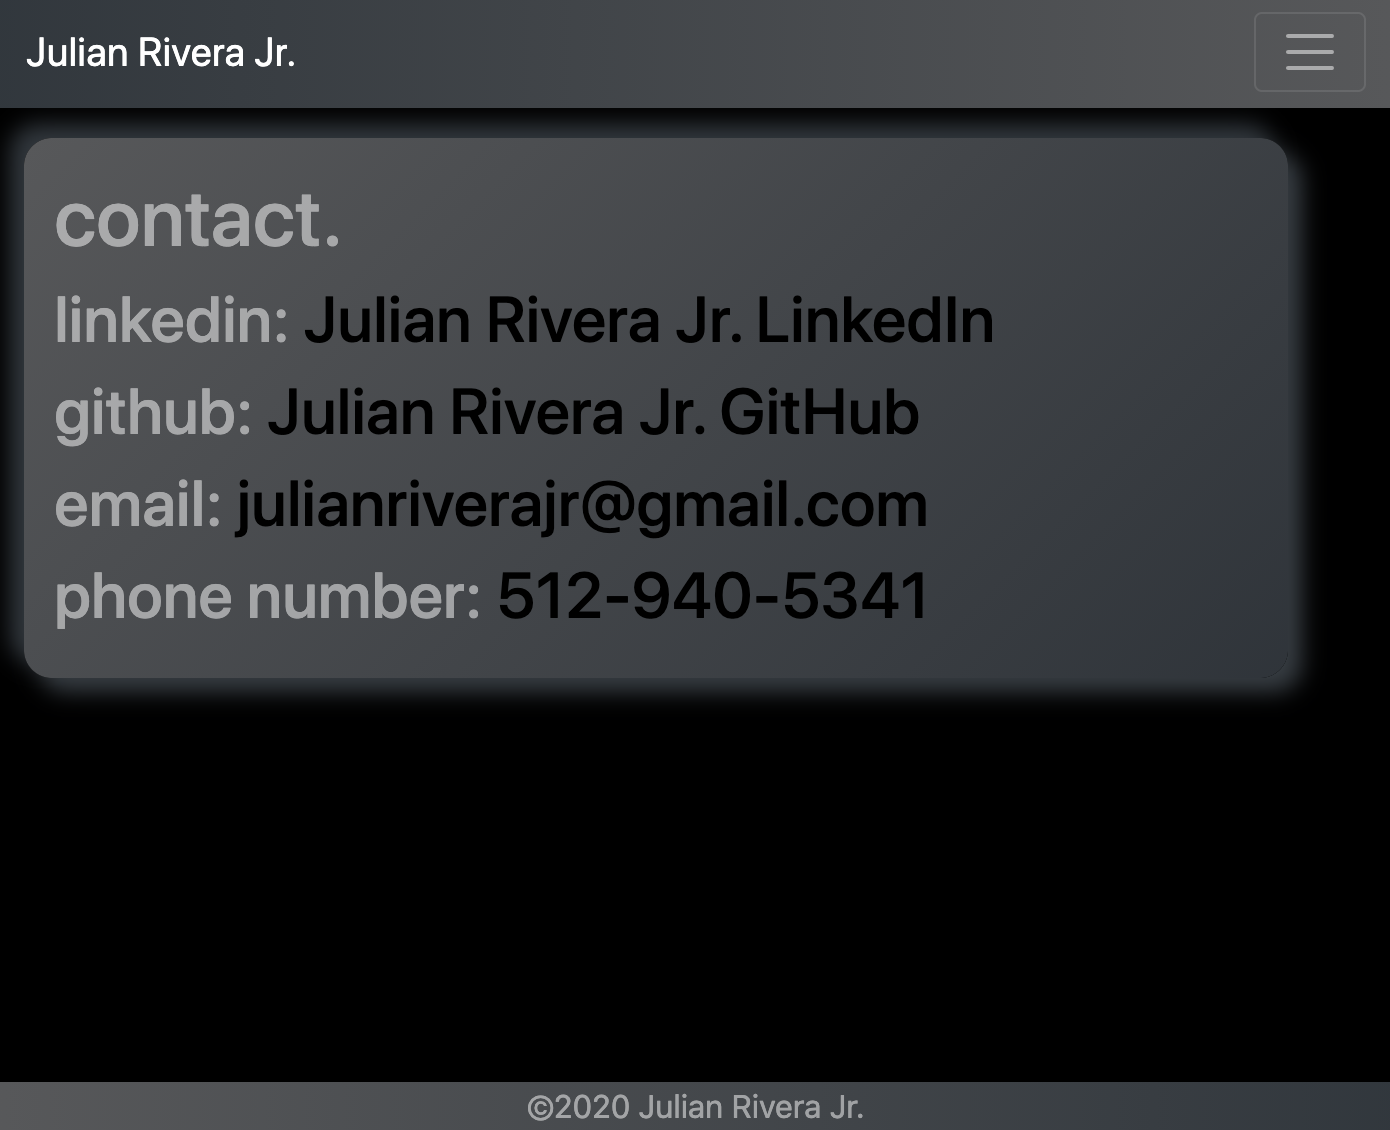 Julian Rivera Jr.
contact.
linkedin: Julian Rivera Jr. LinkedIn
github: Julian Rivera Jr. GitHub
email: julianriverajr@gmail.com
phone number: 512-940-5341
©2020 Julian Rivera Jr.